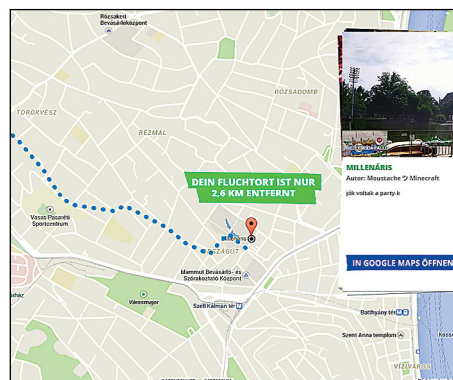 Rózsakert
Bevásárlóközpont
RÓZSADOMB
TÖRÖKVÉSZ
RÉZMÁL
DEIN FLUCHTORT IST NUR
2,6 KM ENTFERNT
Vasas Pasaréti
Sportcentrum
Mammut Bevásárló- és
Szórakoztató Központ
Városmajor
Széll Kálmán tér M
Batthyány tér M
Szent Anna templom
VÍZIVÁROS
MILLENÁRIS
Autor: Moustache ツ Minecraft
jók voltak a party-k
IN GOOGLE MAPS ÖFFNEN